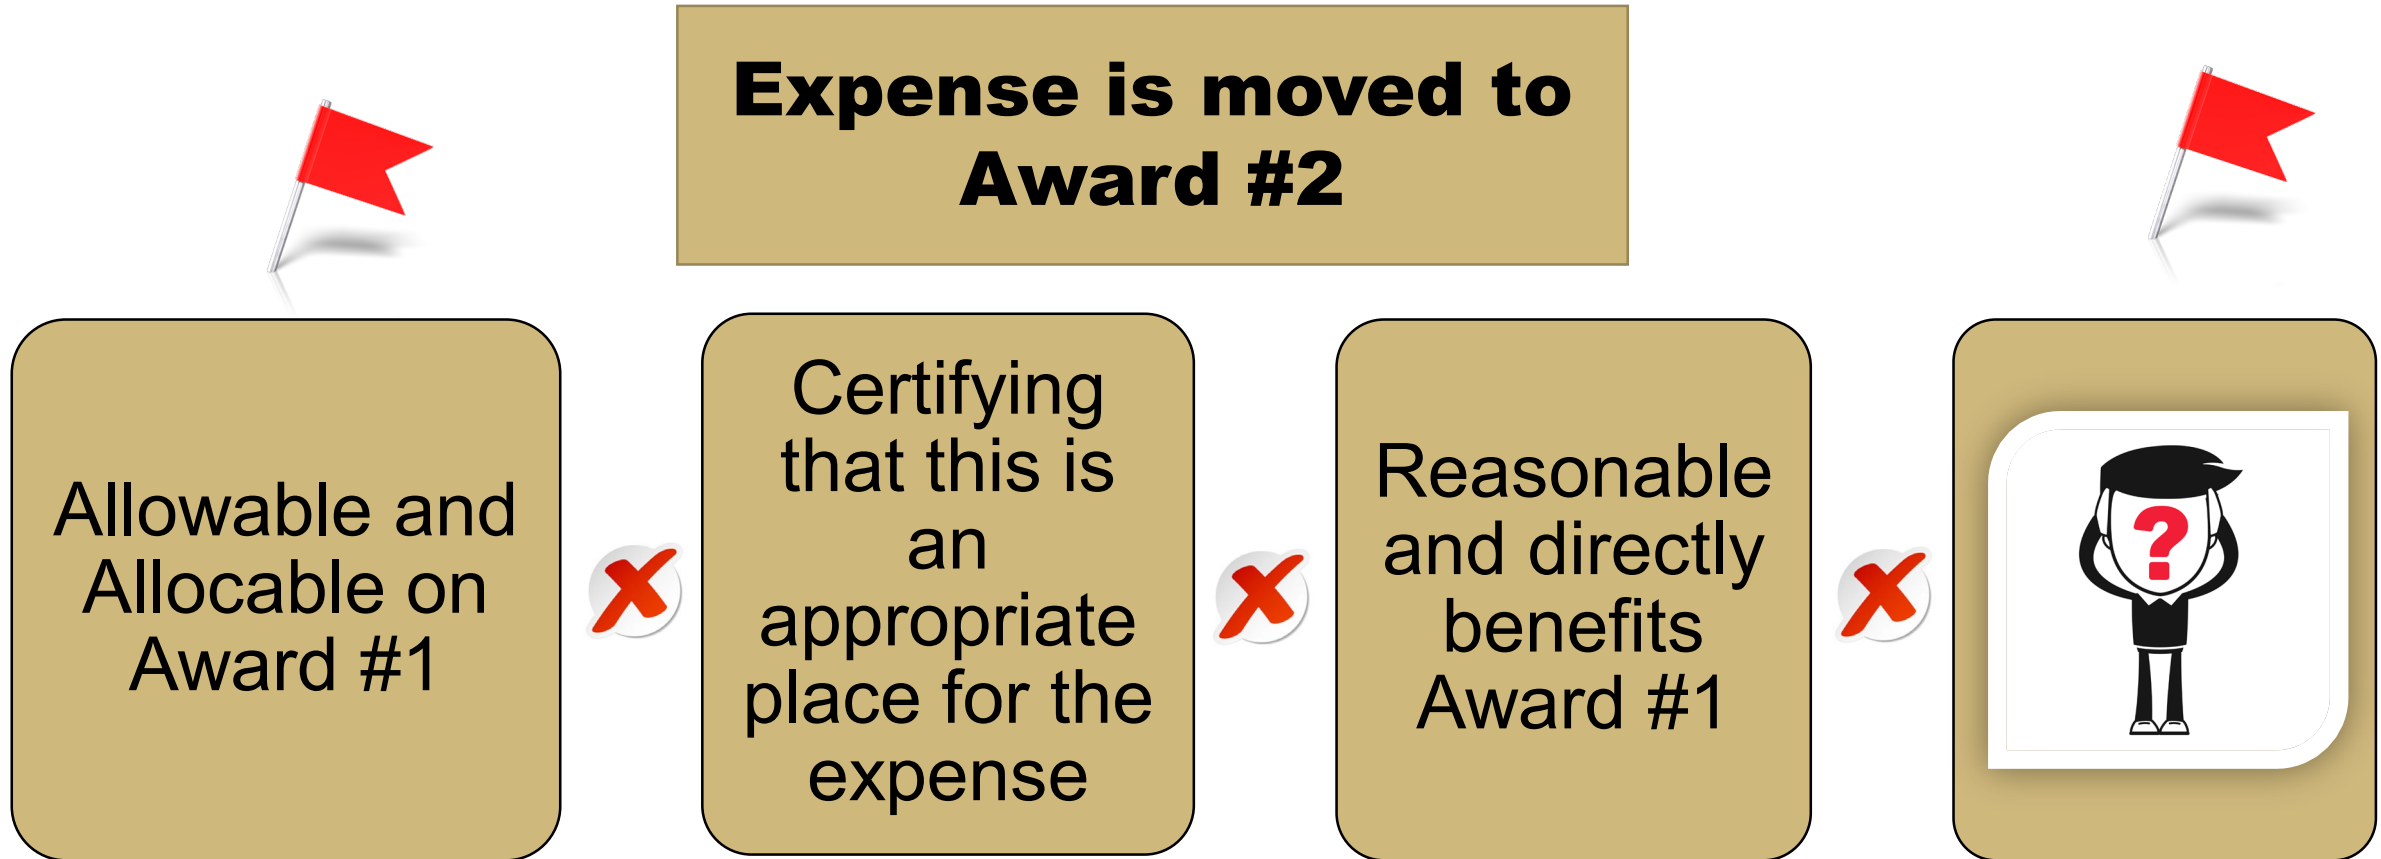 Expense is moved to
Award #2
Allowable and
Allocable on
Award #1
Certifying
that this is
an
appropriate
place for the
expense
Reasonable
and directly
benefits
Award #1
?